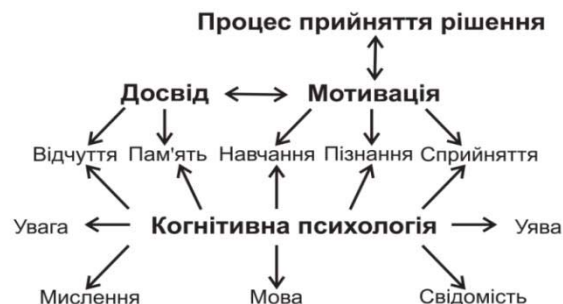 Процес прийняття рішення
Досвід Мотивація
Відчуття Пам'ять Навчання Пізнання Сприйняття
Увага Когнітивна психологія Уява
Мислення Мова Свідомість